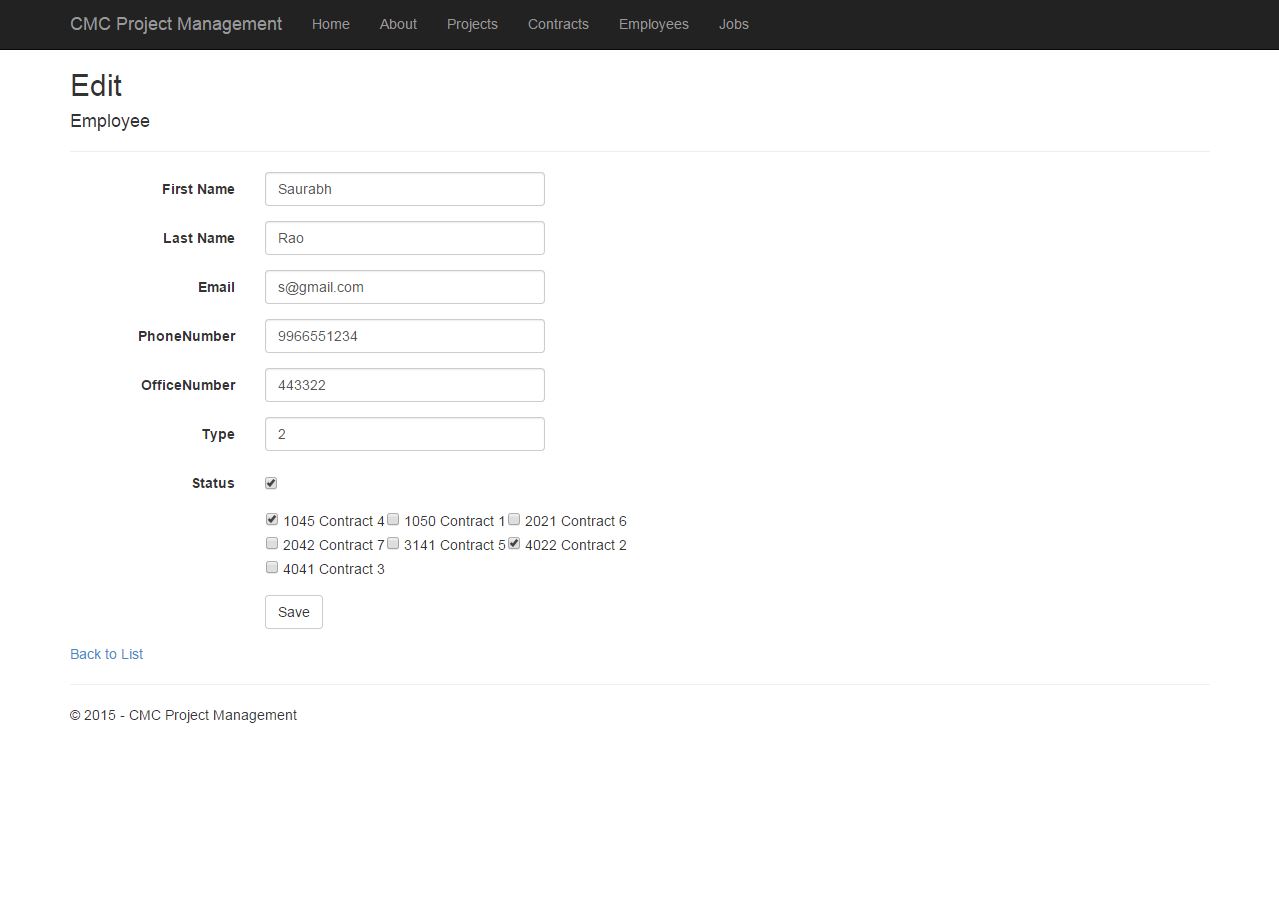 CMC Project Management Home About Projects Contracts Employees Jobs
Edit
Employee
First Name Saurabh
Last Name Rao
Email s@gmail.com
PhoneNumber 9966551234
OfficeNumber 443322
Type 2
Status
1045 Contract 4 1050 Contract 1 2021 Contract 6
2042 Contract 7 3141 Contract 5 4022 Contract 2
4041 Contract 3
Save
Back to List
© 2015 - CMC Project Management